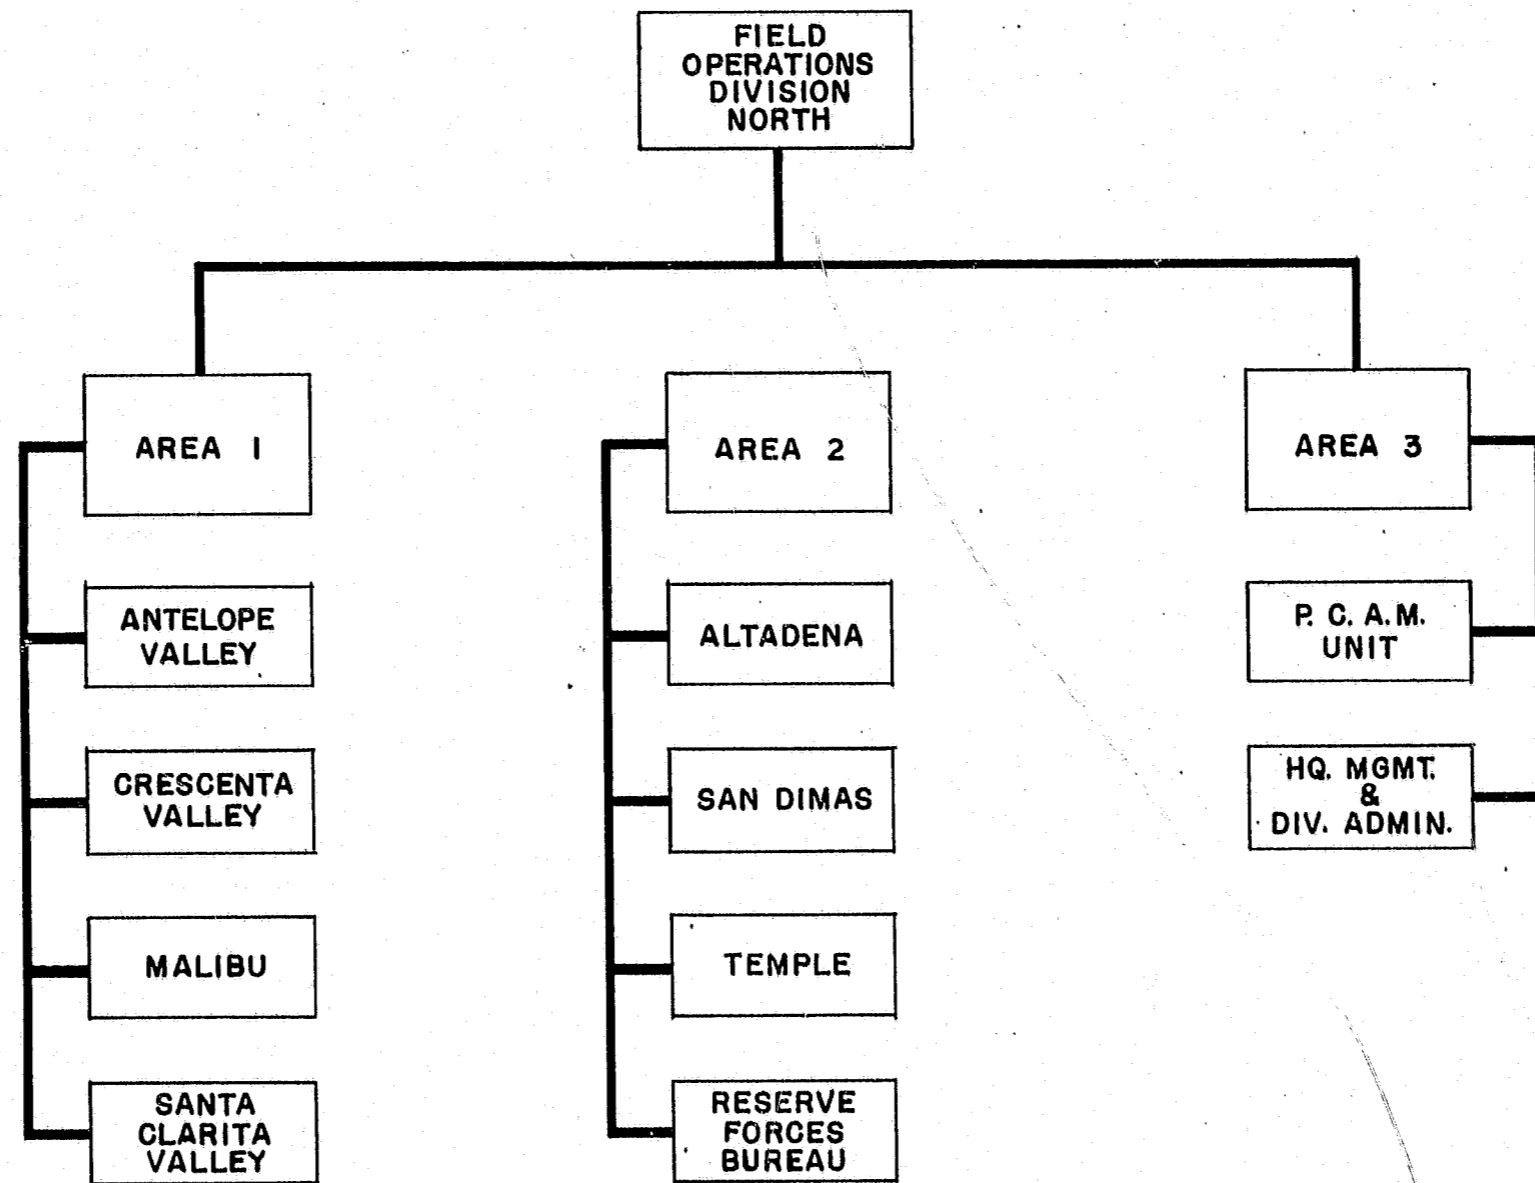 FIELD
OPERATIONS
DIVISION
NORTH
AREA 1
ANTELOPE
VALLEY
CRESCENTA
VALLEY
MALIBU
SANTA
CLARITA
VALLEY
AREA 2
ALTADENA
SAN DIMAS
TEMPLE
RESERVE
FORCES
BUREAU
AREA 3
P. C. A. M.
UNIT
HQ. MGMT.
&
DIV. ADMIN.